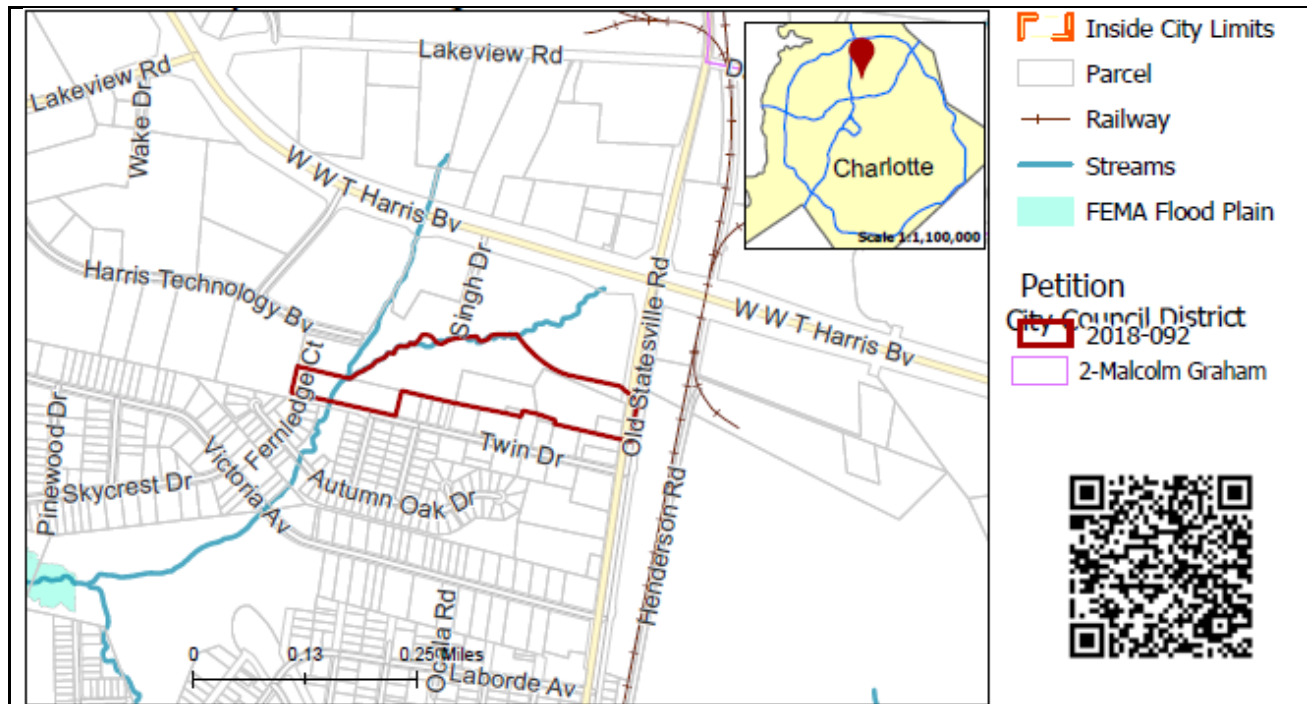 Lakeview Rd
Lakeview Rd
Wake Dr
W W T Harris Bv
D
Charlotte
Scale 1:1,100,000
Singh Dr
Harris Technology Bv
Old Statesville Rd
W W T Harris Bv
Fernledge Ct
Pinewood Dr
Victoria Av
Twin Dr
Skycrest Dr
Autumn Oak Dr
Henderson Rd
Ocala Rd
0 0.13 0.25 Miles
Laborde Av
Inside City Limits
Parcel
Railway
Streams
FEMA Flood Plain
Petition
City Council District
2018-092
2-Malcolm Graham